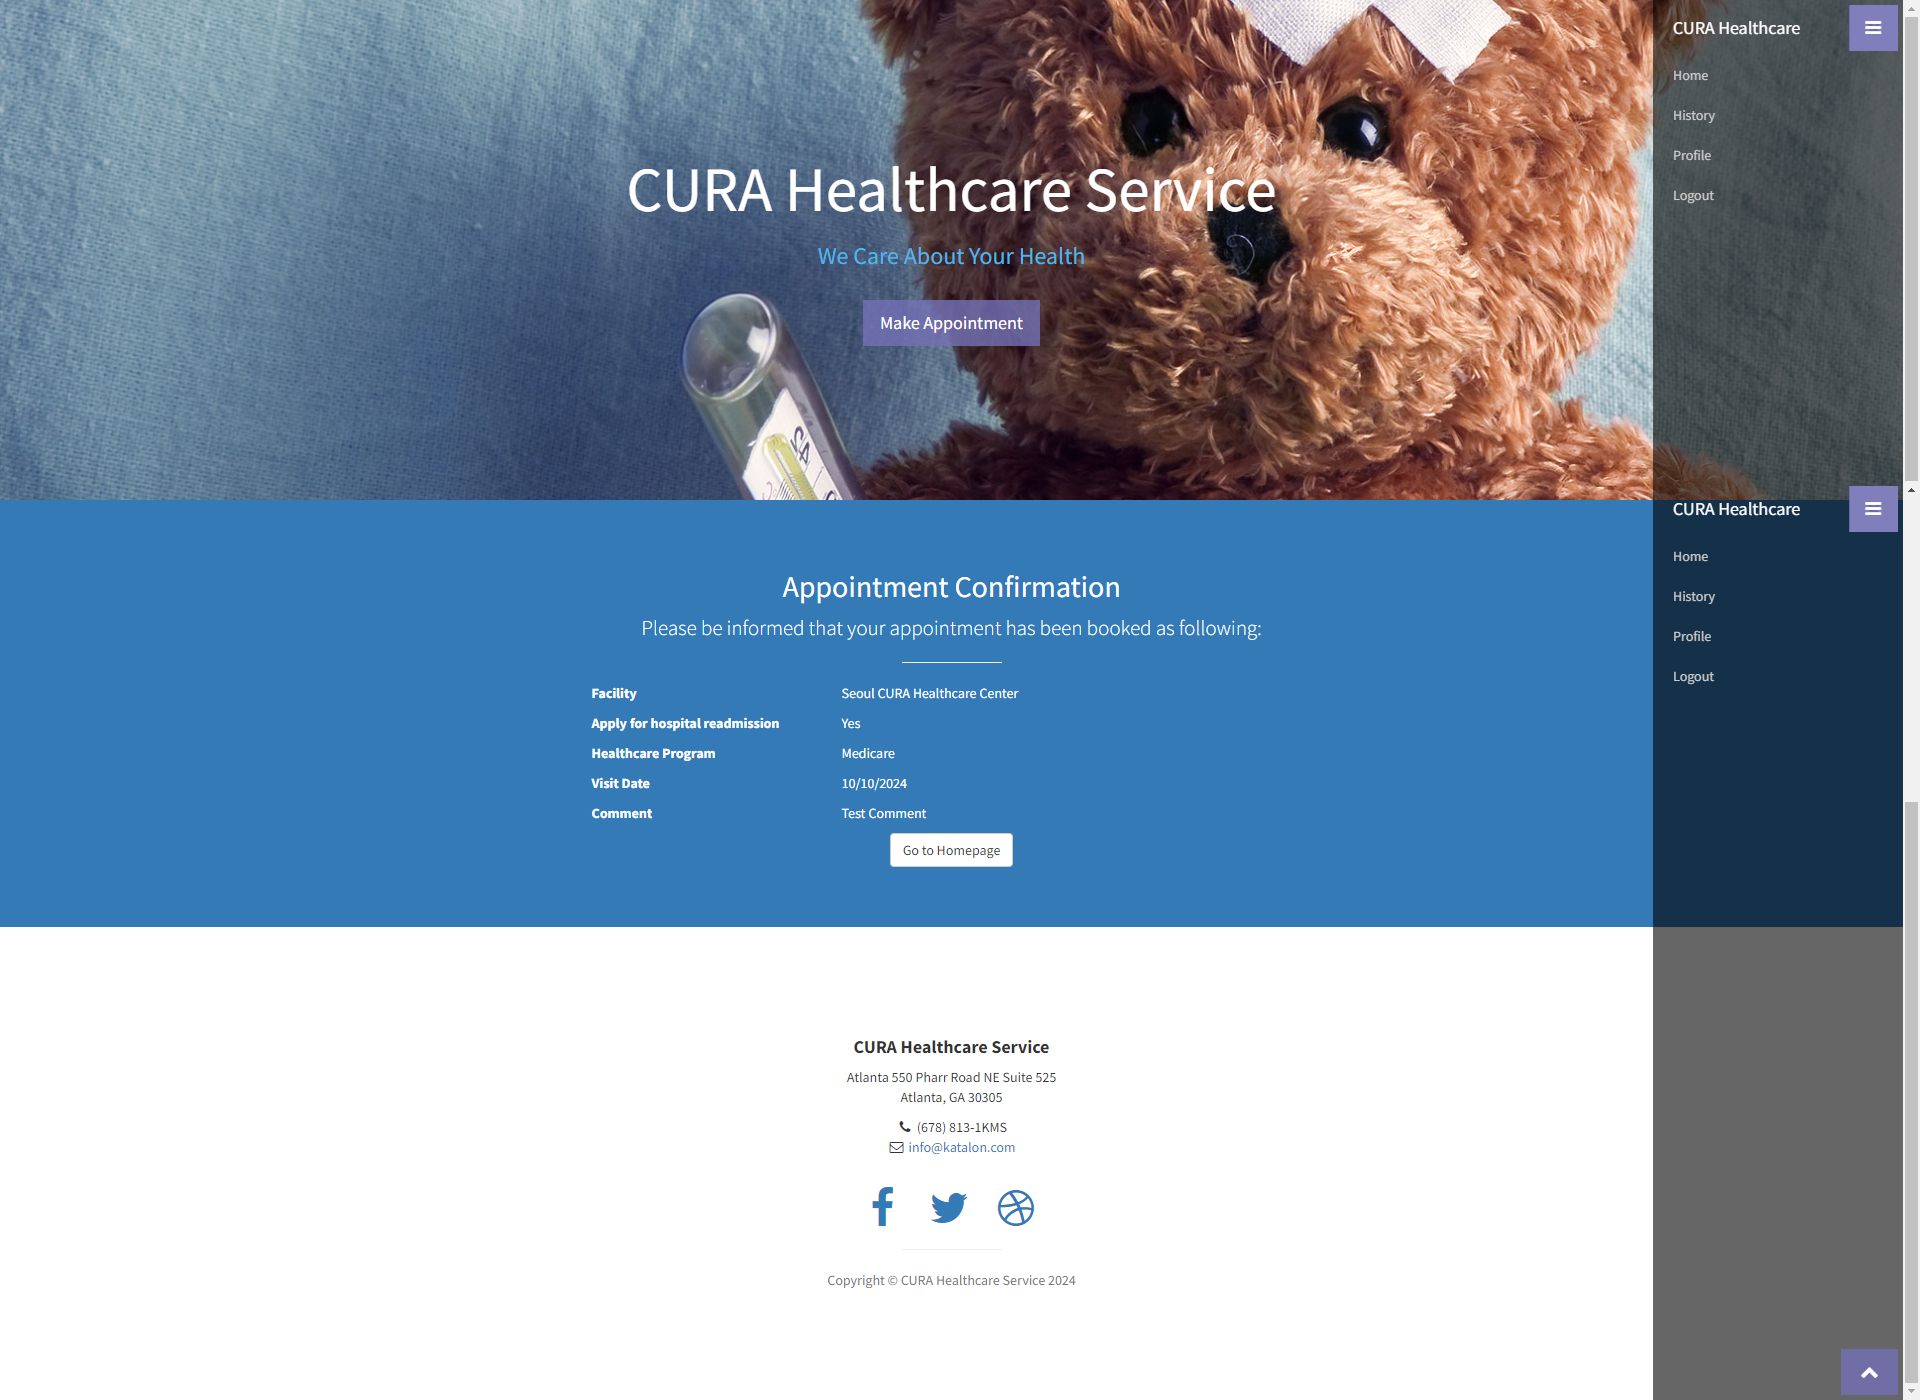 CURA Healthcare
Home
History
Profile
Logout
CURA Healthcare Service
We Care About Your Health
Make Appointment
42
CURA Healthcare
Home
History
Profile
Logout
Appointment Confirmation
Please be informed that your appointment has been booked as following:
Facility Seoul CURA Healthcare Center
Apply for hospital readmission Yes
Healthcare Program Medicare
Visit Date 10/10/2024
Comment Test Comment
Go to Homepage
CURA Healthcare Service
Atlanta 550 Pharr Road NE Suite 525
Atlanta, GA 30305
(678) 813-1KMS
info@katalon.com
Copyright © CURA Healthcare Service 2024